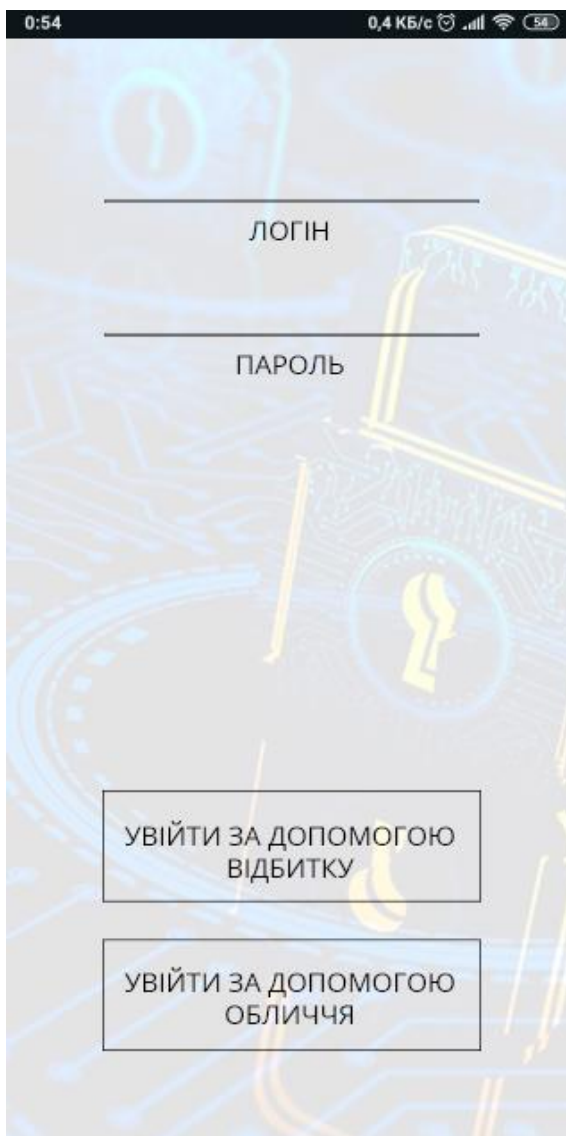 0:54 0,4 КБ/с 54
ЛОГІН
ПАРОЛЬ
УВІЙТИ ЗА ДОПОМОГОЮ
ВІДБИТКУ
УВІЙТИ ЗА ДОПОМОГОЮ
ОБЛИЧЧЯ